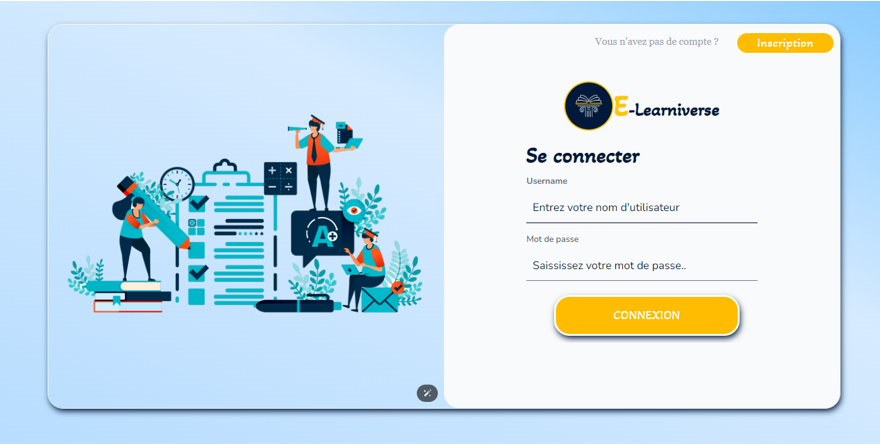 Vous n'avez pas de compte ?
Inscription
E-Learniverse
Se connecter
Username
Entrez votre nom d'utilisateur
Mot de passe
Saississez votre mot de passe..
CONNEXION
A+